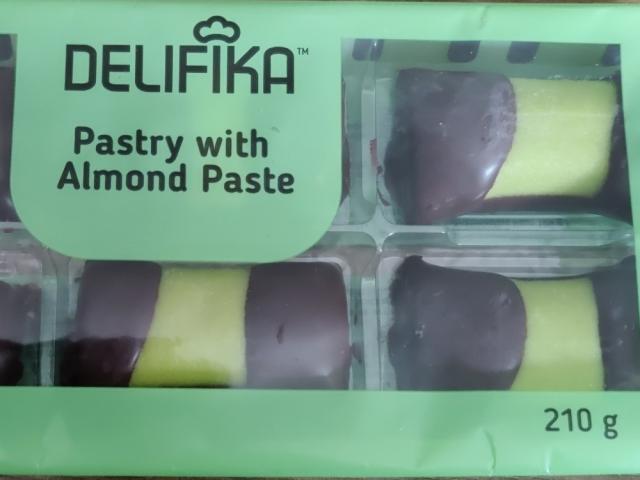 DELIFIKA™
Pastry with
Almond Paste
210 g